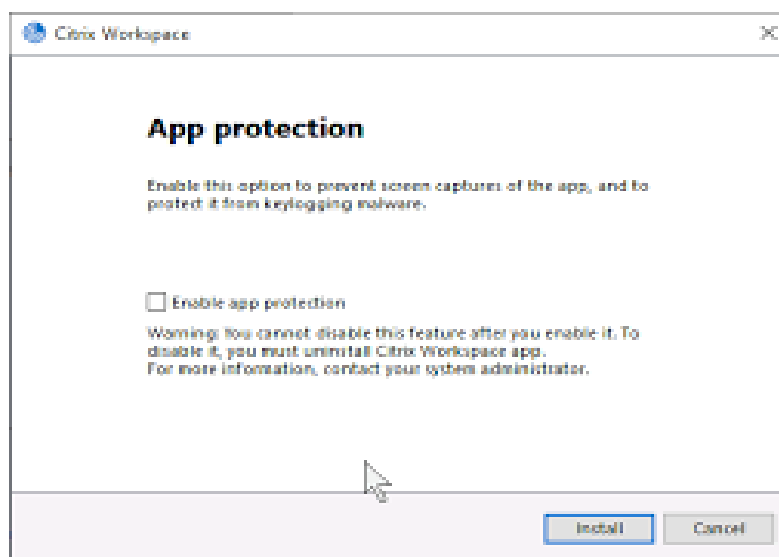 Citrix Workspace
App protection
Enable this option to prevent screen captures of the app, and to
protect it from keylogging malware.
Enable app protection
Warning: You cannot disable this feature after you enable it. To
disable it, you must uninstall Citrix Workspace app.
For more information, contact your system administrator.
Install Cancel